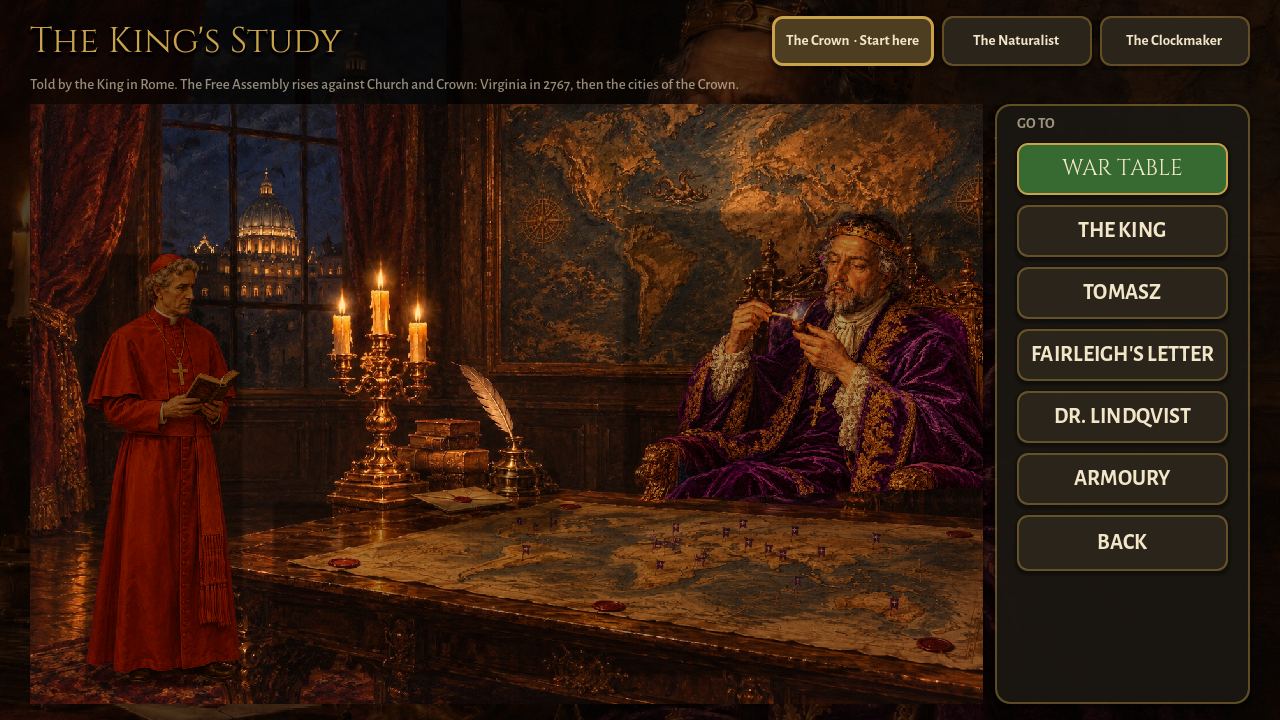 The King's Study
The Crown · Start here
The Naturalist
The Clockmaker
Told by the King in Rome. The Free Assembly rises against Church and Crown: Virginia in 2767, then the cities of the Crown.
GO TO
WAR TABLE
THE KING
TOMASZ
FAIRLEIGH'S LETTER
DR. LINDQVIST
ARMOURY
BACK